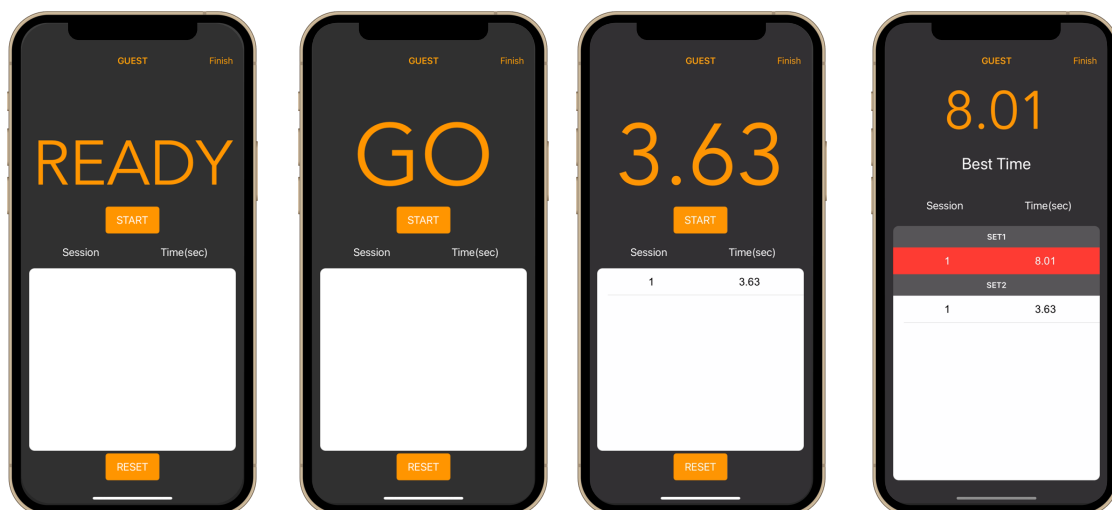 GUEST Finish
READY
START
Session Time(sec)
RESET
GUEST Finish
GO
START
Session Time(sec)
RESET
GUEST Finish
3.63
START
Session Time(sec)
1 3.63
RESET
GUEST Finish
8.01
Best Time
Session Time(sec)
SET1
1 8.01
SET2
1 3.63